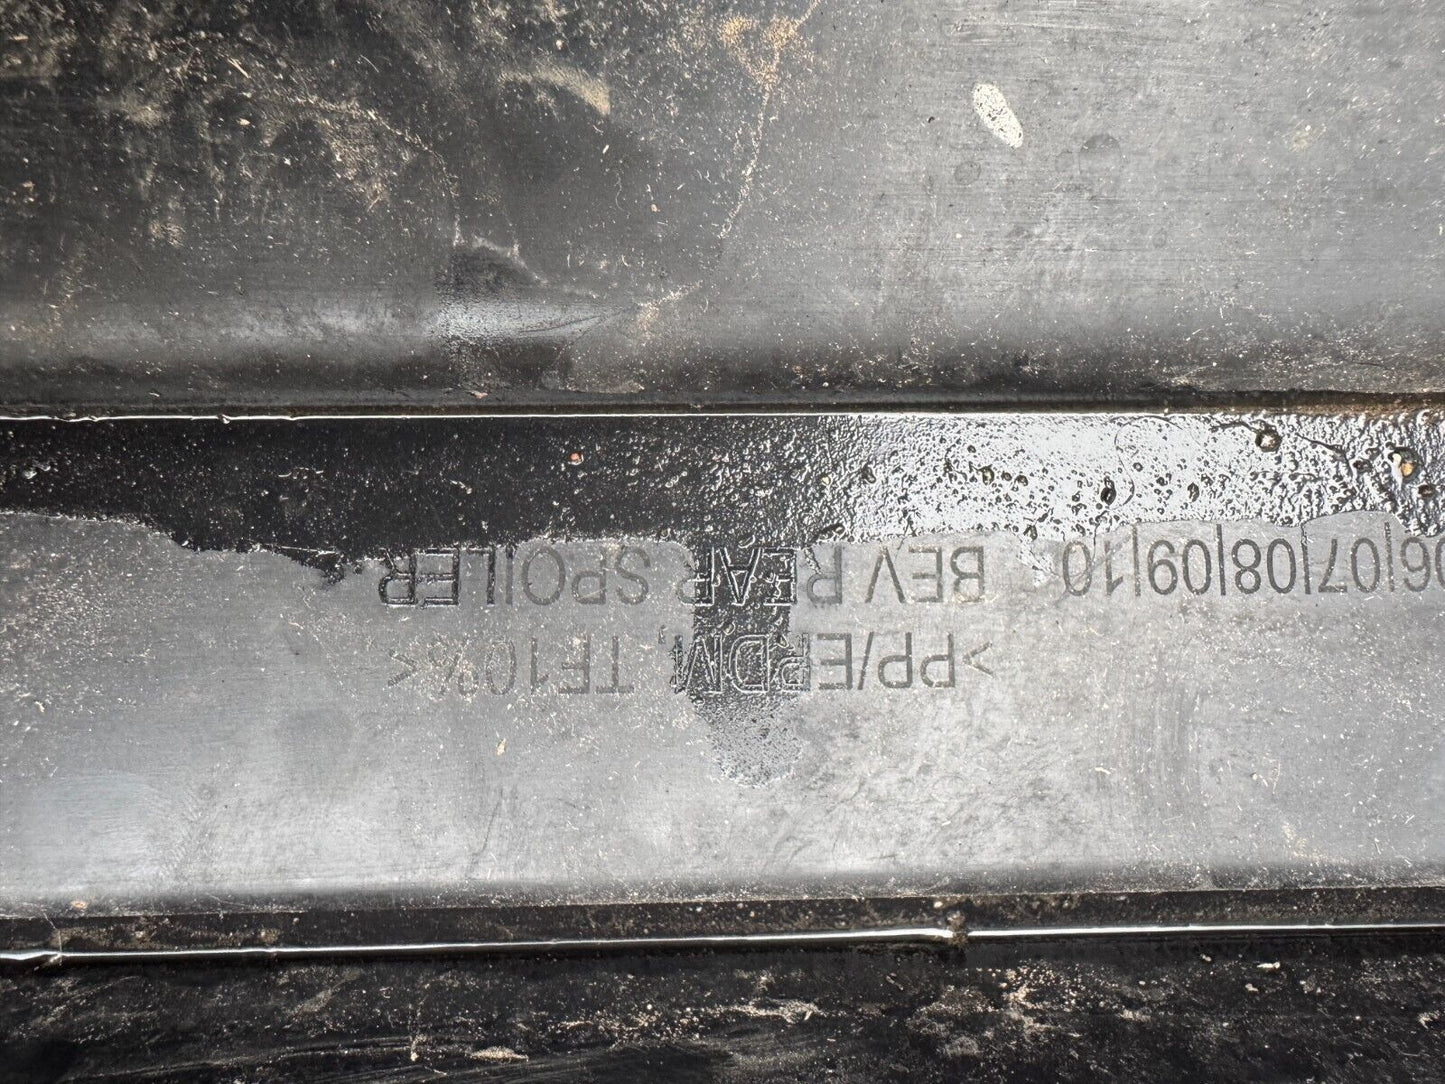 >PP/EPDM, TF10%<
06|07|08|09|10 BEV REAR SPOILER